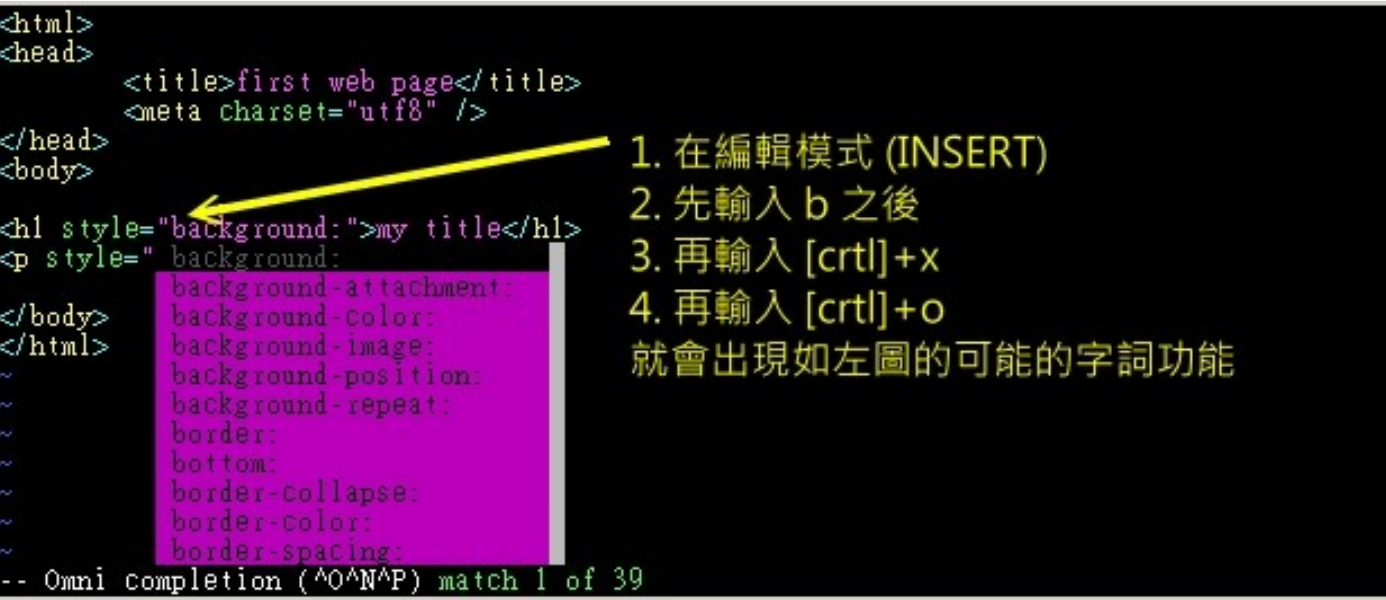 <html>
<head>
<title>first web page</title>
<meta charset="utf8" />
</head>
<body>
<h1 style="background:">my title</h1>
<p style="
background:
background-attachment:
background-color:
background-image:
background-position:
background-repeat:
border:
bottom:
border-collapse:
border-color:
border-spacing:
</body>
</html>
~
~
~
~
~
~
~
-- Omni completion (^O^N^P) match 1 of 39
1. 在編輯模式 (INSERT)
2. 先輸入 b 之後
3. 再輸入 [crtl]+x
4. 再輸入 [crtl]+o
就會出現如左圖的可能的字詞功能